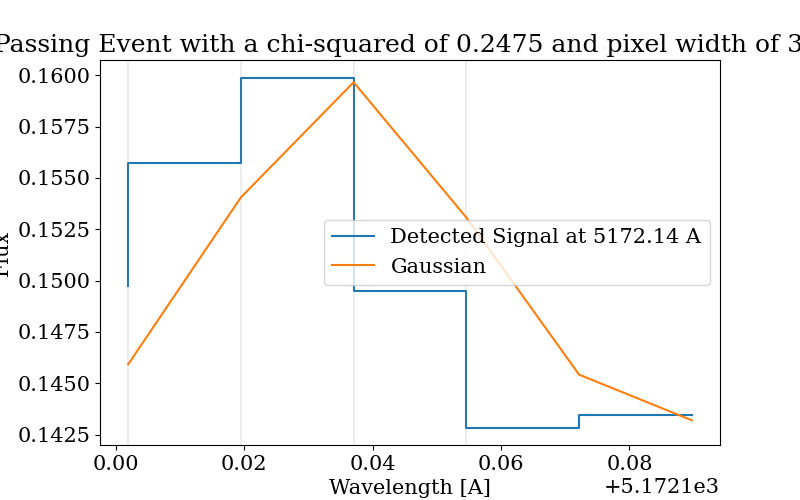 Passing Event with a chi-squared of 0.2475 and pixel width of 3
0.1600
0.1575
0.1550
0.1525
0.1500
0.1475
0.1450
0.1425
Flux
Detected Signal at 5172.14 A
Gaussian
0.00 0.02 0.04 0.06 0.08
Wavelength [A]
+5.1721e3